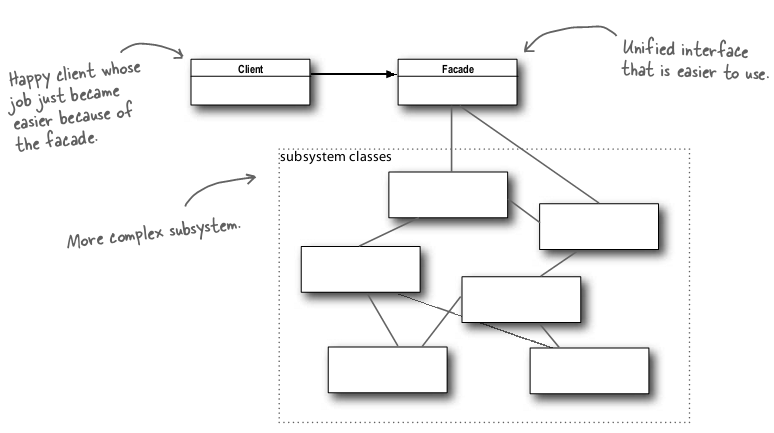 Happy client whose
job just became
easier because of
the facade.
Client
Facade
Unified interface
that is easier to use.
subsystem classes
More complex subsystem.